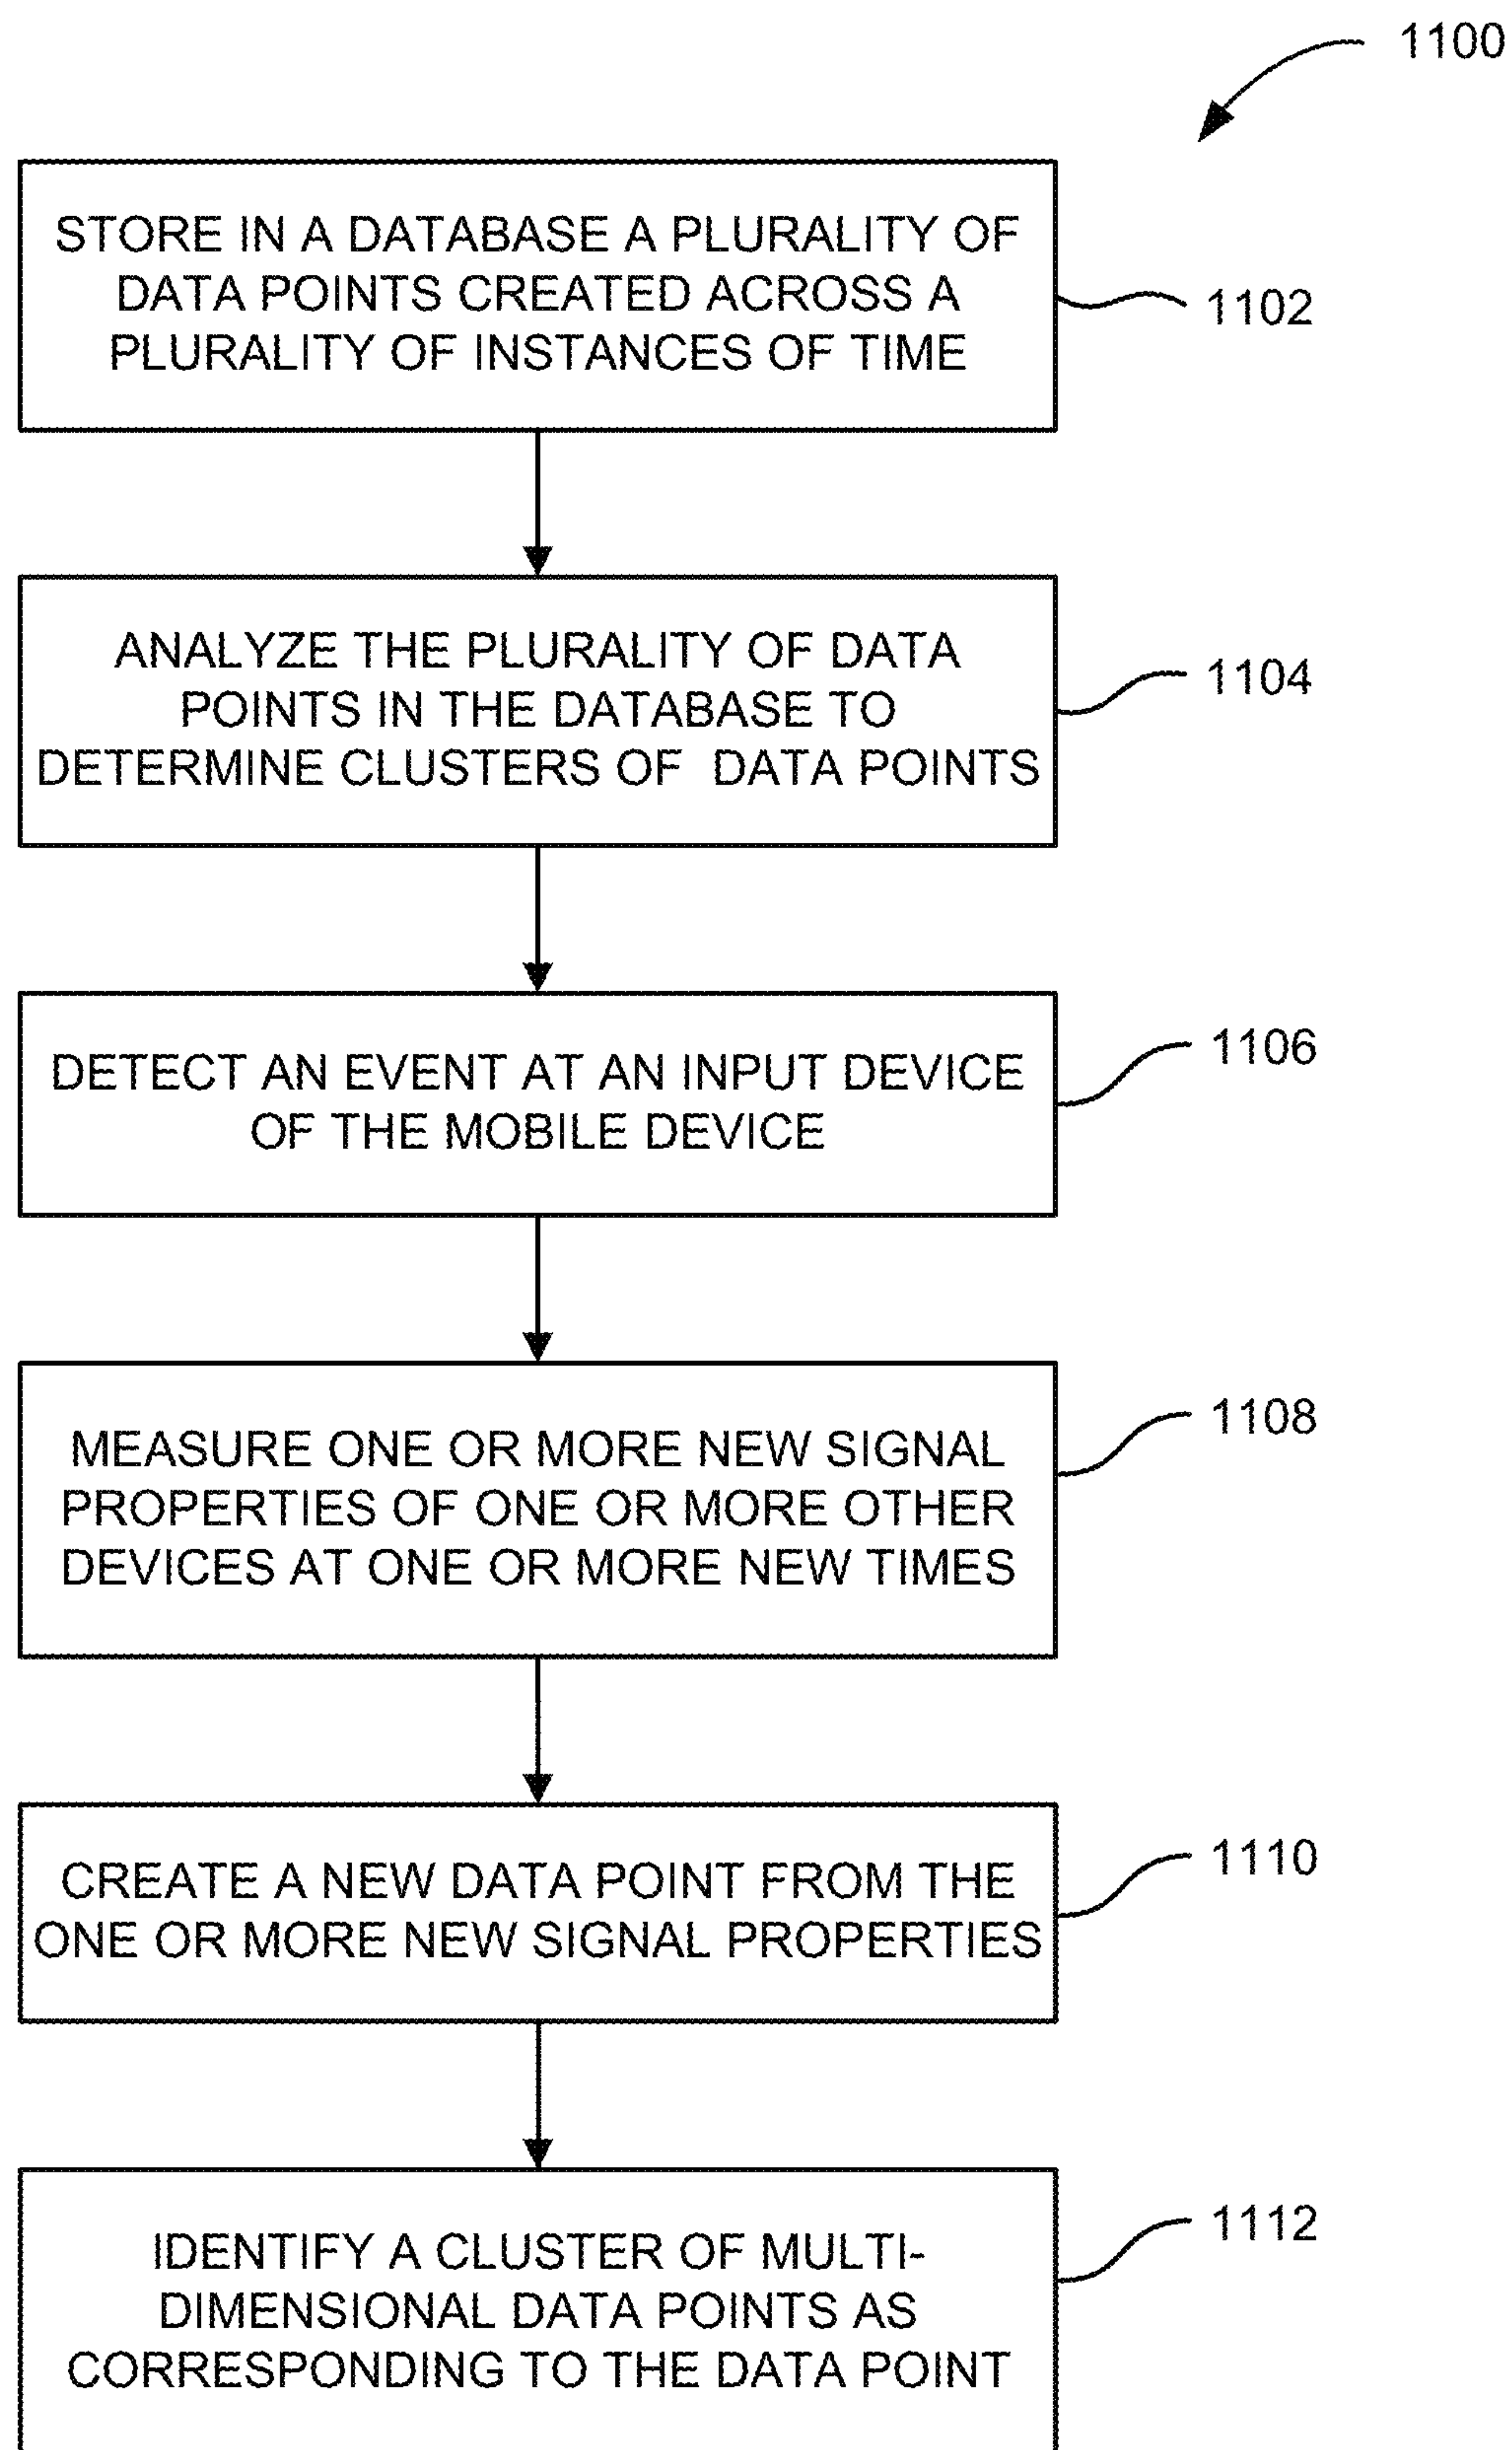 1100
STORE IN A DATABASE A PLURALITY OF
DATA POINTS CREATED ACROSS A
PLURALITY OF INSTANCES OF TIME
1102
ANALYZE THE PLURALITY OF DATA
POINTS IN THE DATABASE TO
DETERMINE CLUSTERS OF DATA POINTS
1104
DETECT AN EVENT AT AN INPUT DEVICE
OF THE MOBILE DEVICE
1106
MEASURE ONE OR MORE NEW SIGNAL
PROPERTIES OF ONE OR MORE OTHER
DEVICES AT ONE OR MORE NEW TIMES
1108
CREATE A NEW DATA POINT FROM THE
ONE OR MORE NEW SIGNAL PROPERTIES
1110
IDENTIFY A CLUSTER OF MULTI-
DIMENSIONAL DATA POINTS AS
CORRESPONDING TO THE DATA POINT
1112